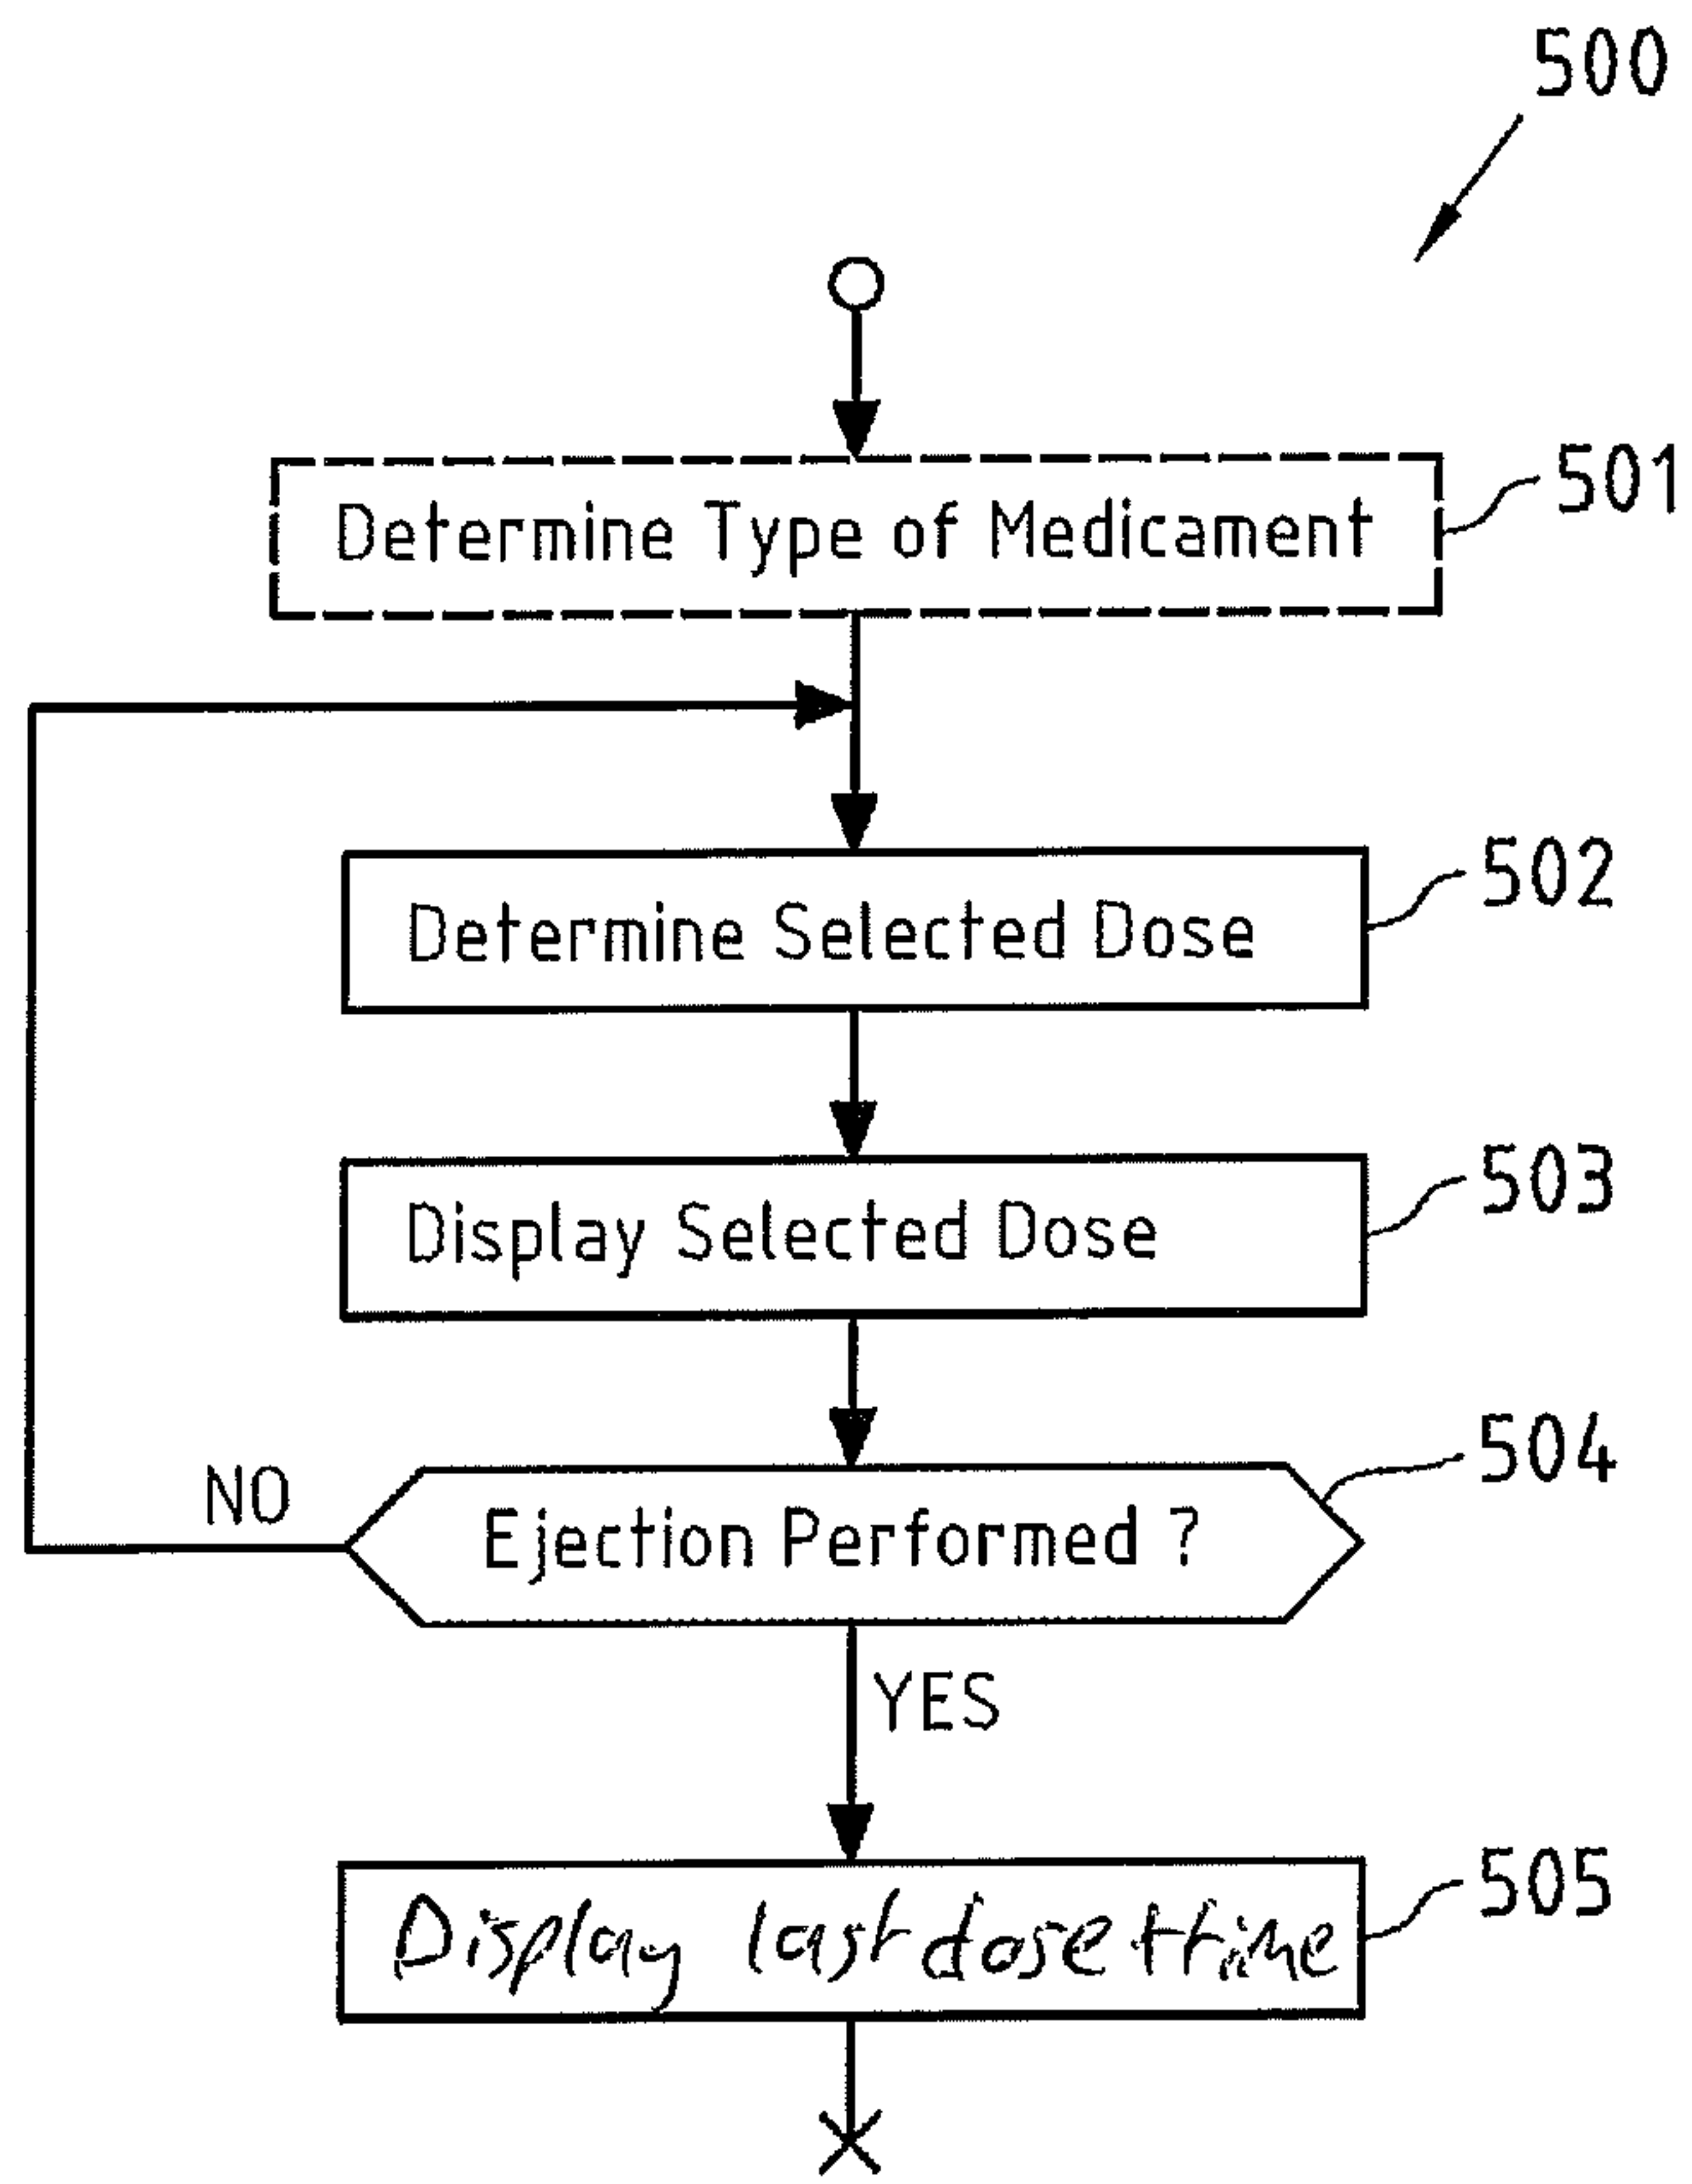 500
Determine Type of Medicament
501
Determine Selected Dose
502
Display Selected Dose
503
504
NO
Ejection Performed ?
YES
505
Display last dose time